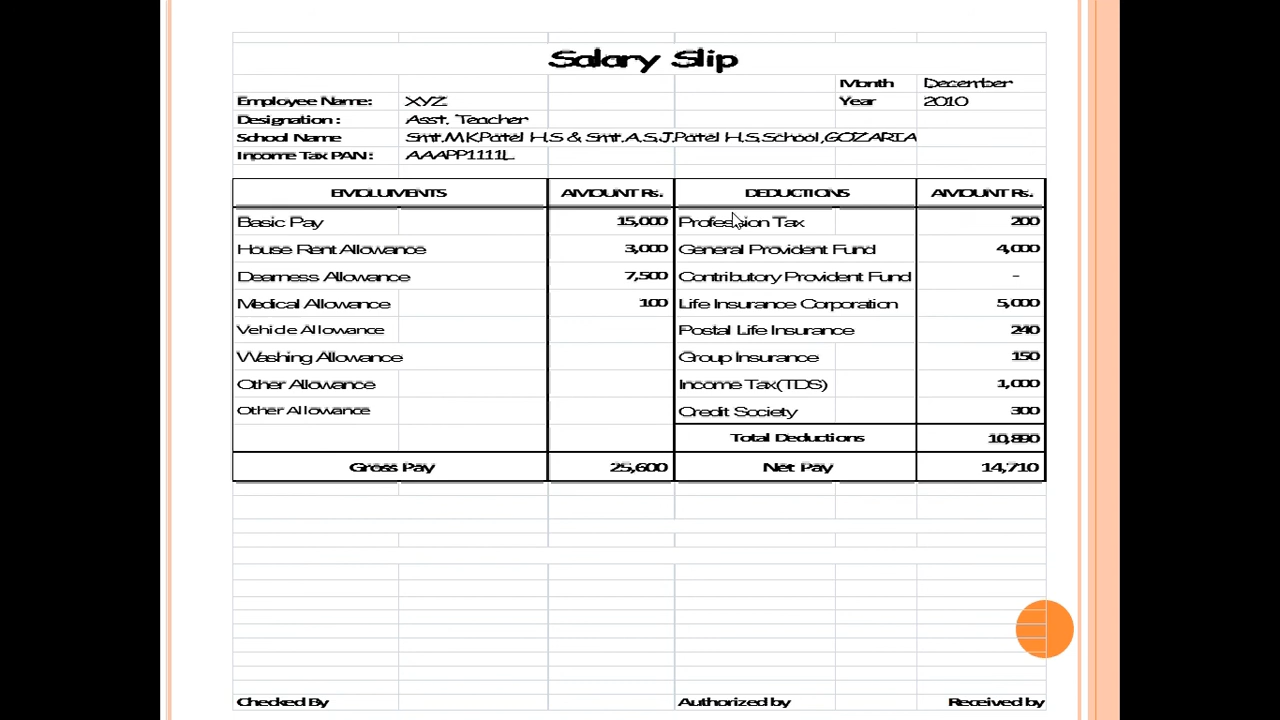 Salary Slip
Month December
Employee Name: XYZ Year 2010
Designation : Asst. Teacher
School Name Smt.M.K.Patel H.S & Smt.A.S.J.Patel H.S,School,GOZARIA
Income Tax PAN : AAAPP1111L
EMOLUMENTS AMOUNT Rs. DEDUCTIONS AMOUNT Rs.
Basic Pay 15,000 Profession Tax 200
House Rent Allowance 3,000 General Provident Fund 4,000
Dearness Allowance 7,500 Contributory Provident Fund -
Medical Allowance 100 Life Insurance Corporation 5,000
Vehicle Allowance Postal Life Insurance 240
Washing Allowance Group Insurance 150
Other Allowance Income Tax(TDS) 1,000
Other Allowance Credit Society 300
Total Deductions 10,890
Gross Pay 25,600 Net Pay 14,710
Checked By Authorized by Received by